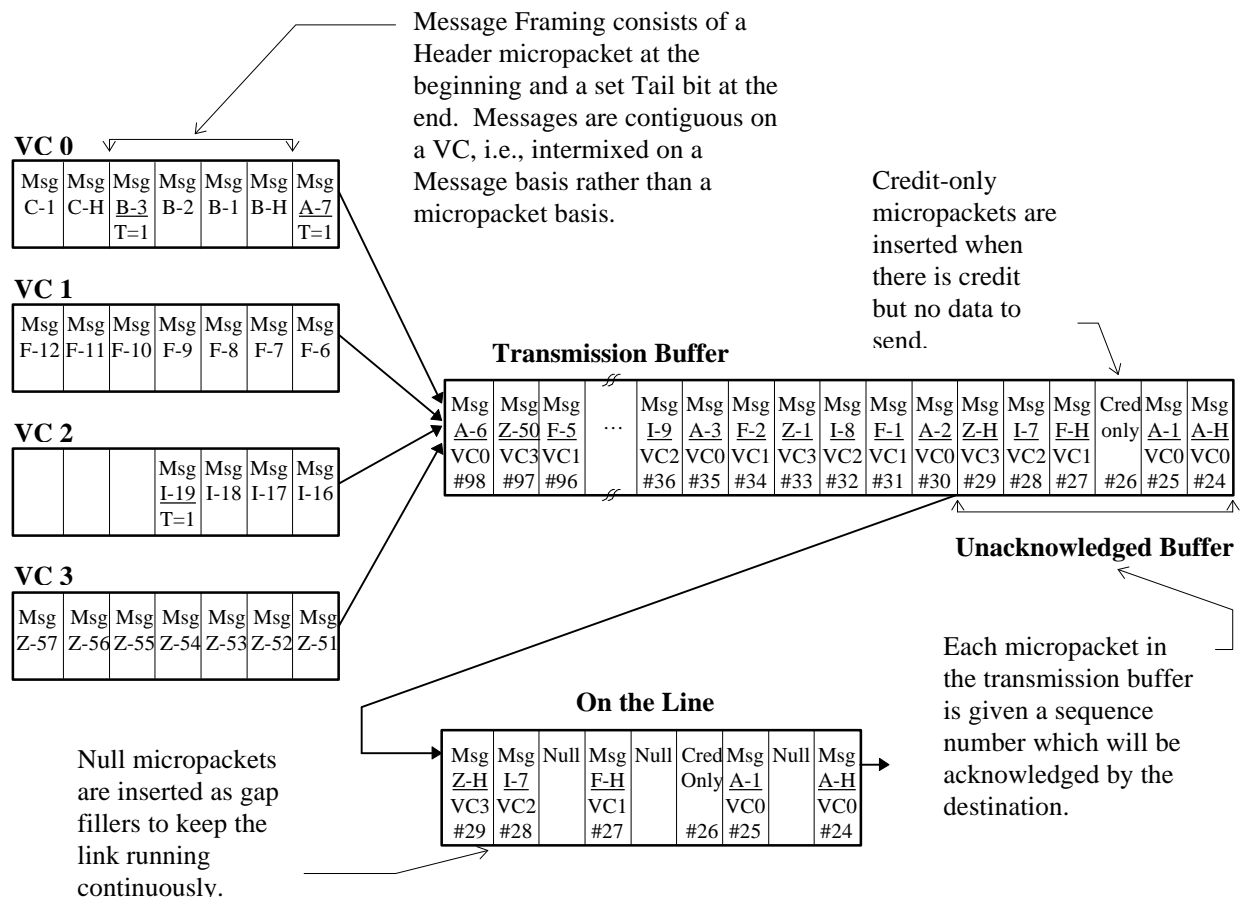 Message Framing consists of a
Header micropacket at the
beginning and a set Tail bit at the
end. Messages are contiguous on
a VC, i.e., intermixed on a
Message basis rather than a
micropacket basis.
VC 0
Msg Msg Msg Msg Msg Msg Msg
C-1 C-H B-3 B-2 B-1 B-H A-7
T=1 T=1
Credit-only
micropackets are
inserted when
there is credit
but no data to
send.
VC 1
Msg Msg Msg Msg Msg Msg Msg
F-12 F-11 F-10 F-9 F-8 F-7 F-6
Transmission Buffer
Msg Msg Msg Msg Msg Msg Msg Msg Msg Msg Msg Msg Msg Cred Msg Msg
A-6 Z-50 F-5 … I-9 A-3 F-2 Z-1 I-8 F-1 A-2 Z-H I-7 F-H only A-1 A-H
VC0 VC3 VC1 VC2 VC0 VC1 VC3 VC2 VC1 VC0 VC3 VC2 VC1 VC0 VC0
#98 #97 #96 #36 #35 #34 #33 #32 #31 #30 #29 #28 #27 #26 #25 #24
VC 2
Msg Msg Msg Msg
I-19 I-18 I-17 I-16
T=1
Unacknowledged Buffer
VC 3
Msg Msg Msg Msg Msg Msg Msg
Z-57 Z-56 Z-55 Z-54 Z-53 Z-52 Z-51
Each micropacket in
the transmission buffer
is given a sequence
number which will be
acknowledged by the
destination.
On the Line
Msg Msg Null Msg Null Cred Msg Null Msg
Z-H I-7 F-H Only A-1 A-H
VC3 VC2 VC1 VC0 VC0
#29 #28 #27 #26 #25 #24
Null micropackets
are inserted as gap
fillers to keep the
link running
continuously.